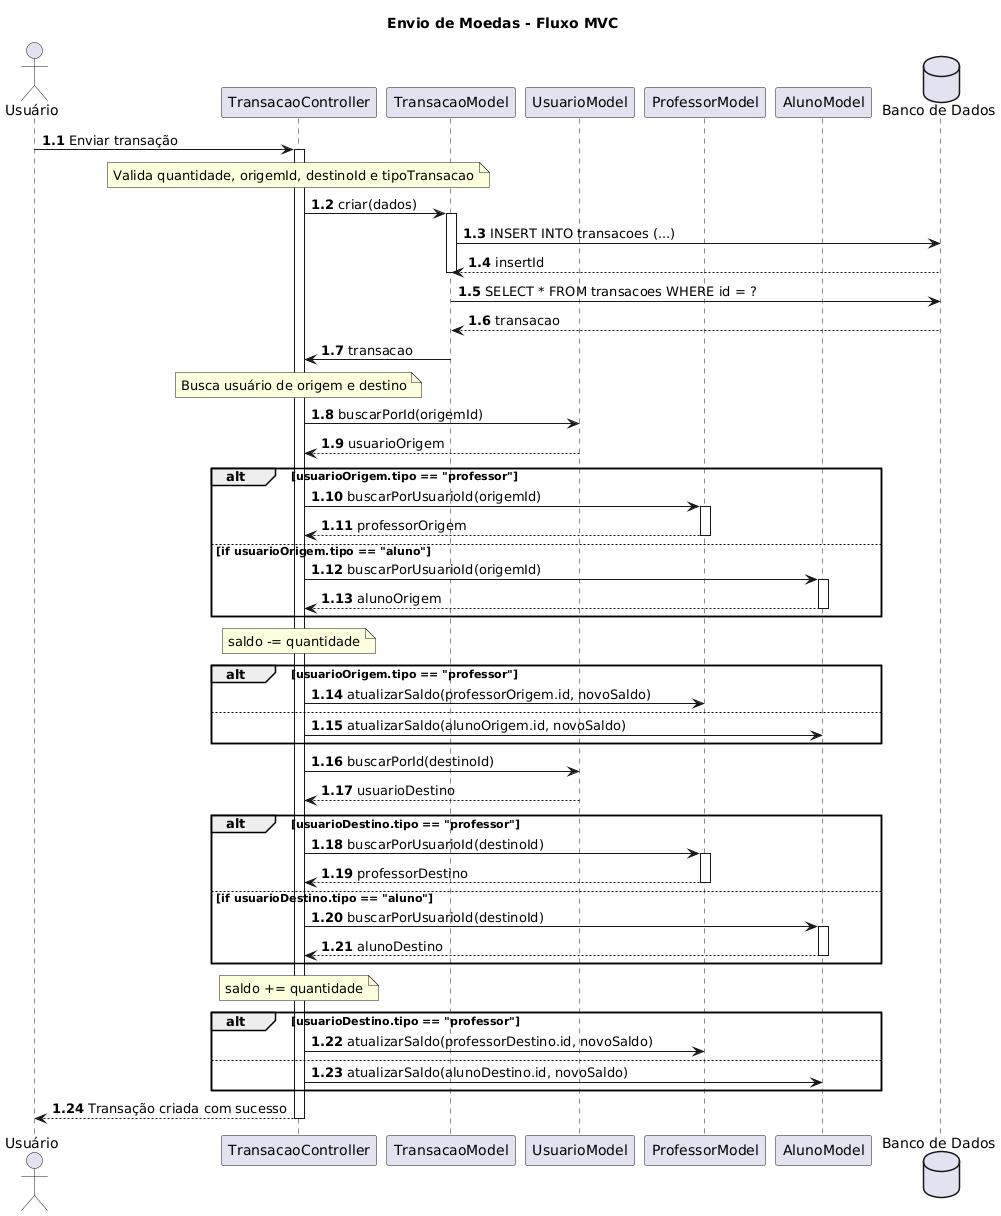 Envio de Moedas - Fluxo MVC
Usuário
TransacaoController
TransacaoModel
UsuarioModel
ProfessorModel
AlunoModel
Banco de Dados
1.1 Enviar transação
Valida quantidade, origemId, destinoId e tipoTransacao
1.2 criar(dados)
1.3 INSERT INTO transacoes (...)
1.4 insertId
1.5 SELECT * FROM transacoes WHERE id = ?
1.6 transacao
1.7 transacao
Busca usuário de origem e destino
1.8 buscarPorId(origemId)
1.9 usuarioOrigem
alt [usuarioOrigem.tipo == "professor"]
1.10 buscarPorUsuarioId(origemId)
1.11 professorOrigem
[if usuarioOrigem.tipo == "aluno"]
1.12 buscarPorUsuarioId(origemId)
1.13 alunoOrigem
saldo -= quantidade
alt [usuarioOrigem.tipo == "professor"]
1.14 atualizarSaldo(professorOrigem.id, novoSaldo)
1.15 atualizarSaldo(alunoOrigem.id, novoSaldo)
1.16 buscarPorId(destinoId)
1.17 usuarioDestino
alt [usuarioDestino.tipo == "professor"]
1.18 buscarPorUsuarioId(destinoId)
1.19 professorDestino
[if usuarioDestino.tipo == "aluno"]
1.20 buscarPorUsuarioId(destinoId)
1.21 alunoDestino
saldo += quantidade
alt [usuarioDestino.tipo == "professor"]
1.22 atualizarSaldo(professorDestino.id, novoSaldo)
1.23 atualizarSaldo(alunoDestino.id, novoSaldo)
1.24 Transação criada com sucesso
Usuário
TransacaoController
TransacaoModel
UsuarioModel
ProfessorModel
AlunoModel
Banco de Dados